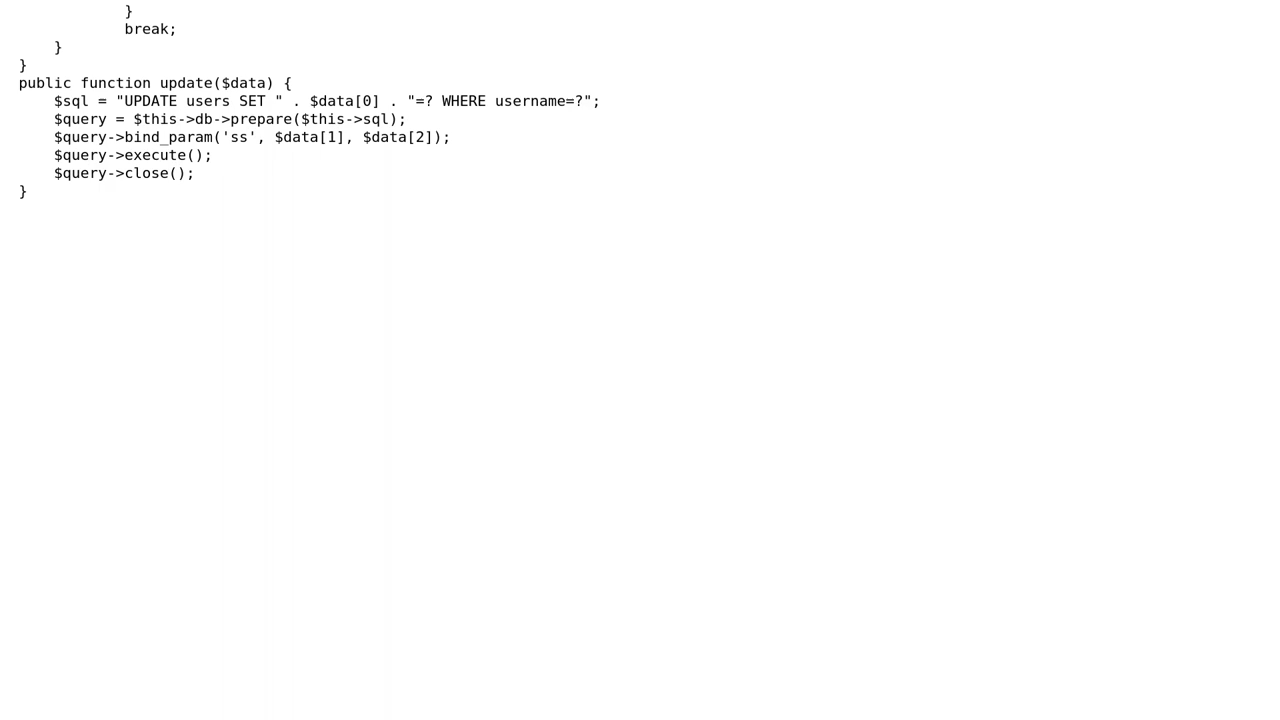 }
break;
}
}
public function update($data) {
$sql = "UPDATE users SET " . $data[0] . "=? WHERE username=?";
$query = $this->db->prepare($this->sql);
$query->bind_param('ss', $data[1], $data[2]);
$query->execute();
$query->close();
}